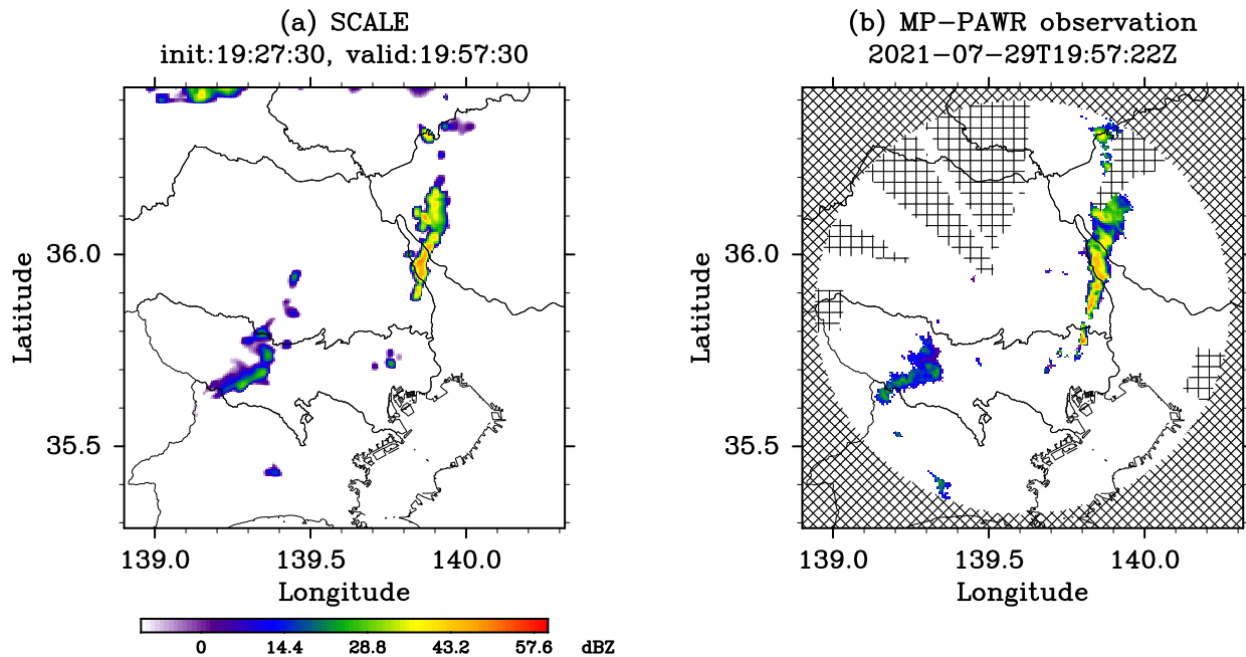 (a) SCALE
init:19:27:30, valid:19:57:30
36.0
35.5
Latitude
139.0 139.5 140.0
Longitude
0 14.4 28.8 43.2 57.6 dBZ
(b) MP-PAWR observation
2021-07-29T19:57:22Z
36.0
35.5
Latitude
139.0 139.5 140.0
Longitude